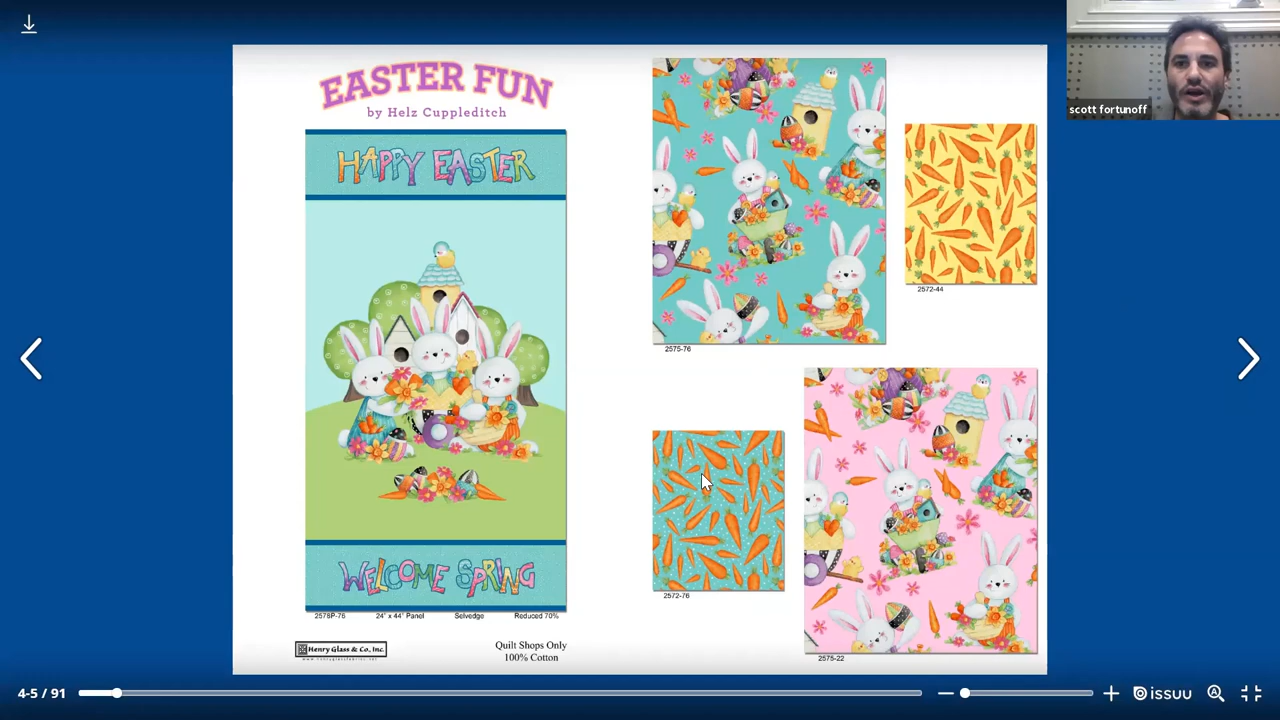 scott fortunoff
EASTER FUN
by Helz Cuppleditch
HAPPY EASTER
WELCOME SPRING
2578P-76 24" x 44" Panel Selvedge Reduced 70%
Henry Glass & Co., Inc.
Quilt Shops Only
100% Cotton
2575-76
2572-44
2572-76
2575-22
4-5 / 91
issuu